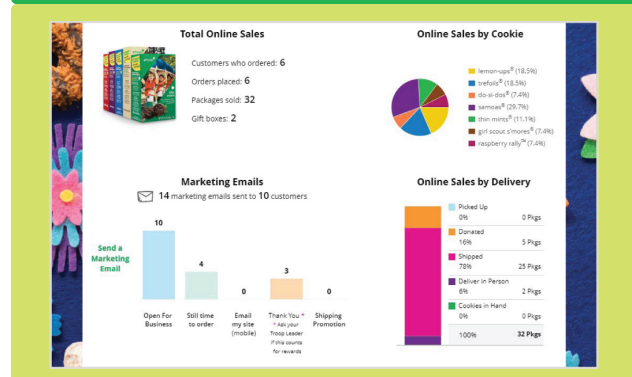 Total Online Sales
Customers who ordered: 6
Orders placed: 6
Packages sold: 32
Gift boxes: 2
Online Sales by Cookie
lemon-ups® (18.5%)
trefoils® (18.5%)
do-si-dos® (7.4%)
samoas® (29.7%)
thin mints® (11.1%)
girl scout s'mores® (7.4%)
raspberry rally™ (7.4%)
Marketing Emails
14 marketing emails sent to 10 customers
Send a
Marketing
Email
10
4
0
3
0
Open For
Business
Still time
to order
Email
my site
(mobile)
Thank You *
* Ask your
Troop Leader
if this counts
for rewards
Shipping
Promotion
Online Sales by Delivery
Picked Up
0% 0 Pkgs
Donated
16% 5 Pkgs
Shipped
78% 25 Pkgs
Deliver in Person
6% 2 Pkgs
Cookies in Hand
0% 0 Pkgs
100% 32 Pkgs